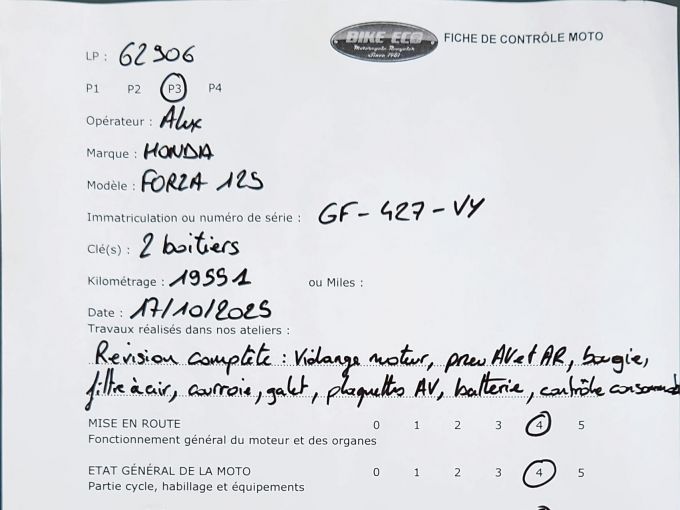 BIKE ECO
Motorcycle Recyclers
Since 1981
FICHE DE CONTRÔLE MOTO
LP : 62906
P1 P2 P3 P4
Opérateur : Alex
Marque : HONDA
Modèle : FORZA 125
Immatriculation ou numéro de série : GF-427-VY
Clé(s) : 2 boitiers
Kilométrage : 19551 ou Miles :
Date : 17/10/2025
Travaux réalisés dans nos ateliers :
Révision complète : Vidange moteur, pneu AV et AR, bougie,
filtre à air, courroie, galet, plaquettes AV, batterie, contrôle
MISE EN ROUTE 0 1 2 3 4 5
Fonctionnement général du moteur et des organes
ETAT GÉNÉRAL DE LA MOTO 0 1 2 3 4 5
Partie cycle, habillage et équipements